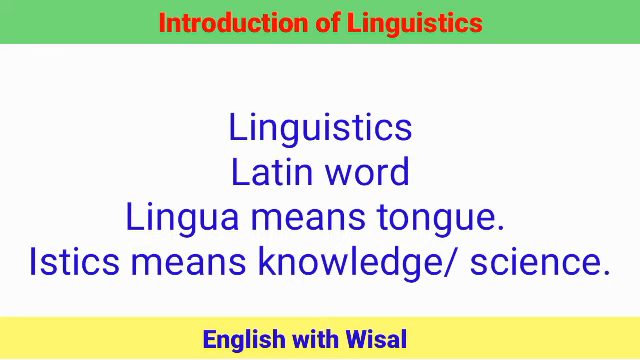 Introduction of Linguistics
Linguistics
Latin word
Lingua means tongue.
Istics means knowledge/ science.
English with Wisal